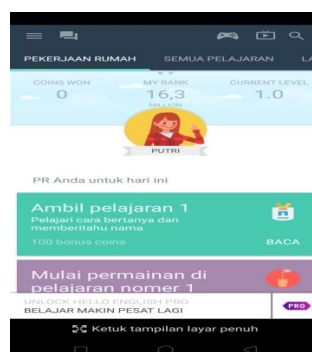 PEKERJAAN RUMAH SEMUA PELAJARAN LA
COINS WON MY RANK CURRENT LEVEL
0 16,3 1.0
MILLION
PUTRI
PR Anda untuk hari ini
Ambil pelajaran 1
Pelajari cara bertanya dan
memberitahu nama
100 bonus coins BACA
Mulai permainan di
pelajaran nomer 1
UNLOCK HELLO ENGLISH PRO
BELAJAR MAKIN PESAT LAGI
PRO
Ketuk tampilan layar penuh